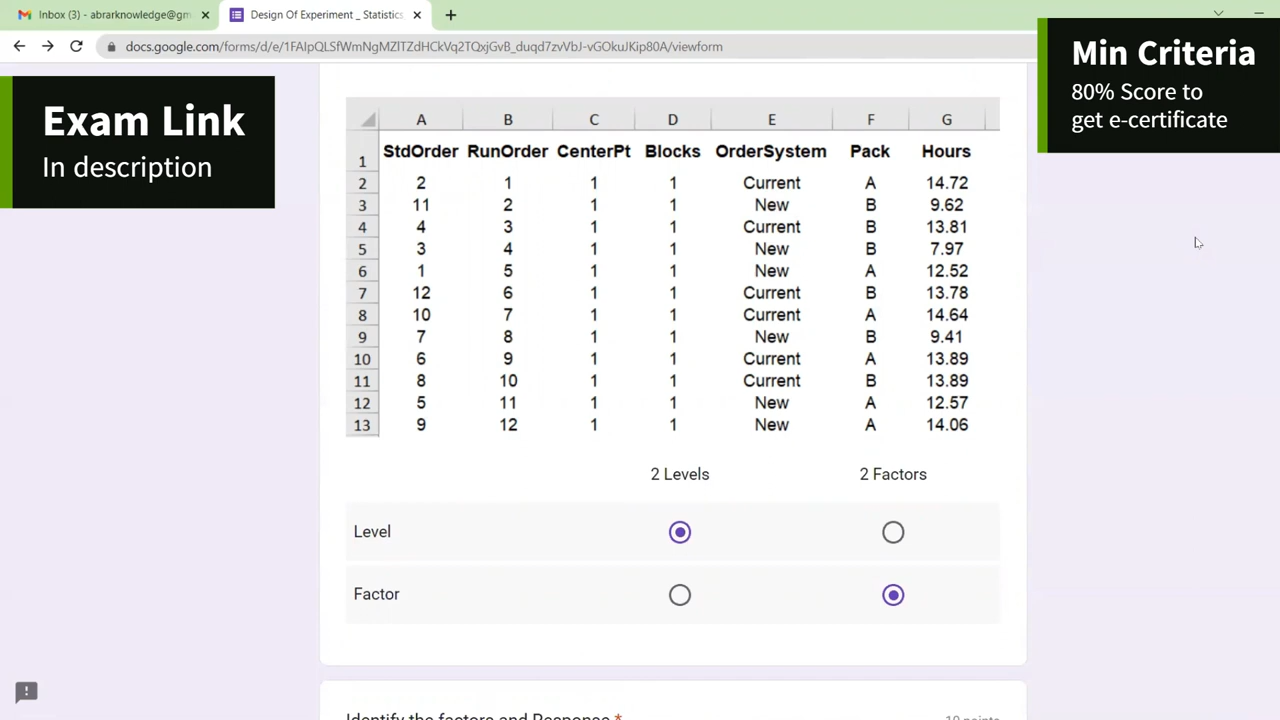 Inbox (3) - abrarknowledge@gm
Design Of Experiment _ Statistics
docs.google.com/forms/d/e/1FAIpQLSfWmNgMZlTZdHCkVq2TQxjGvB_duqd7zvVbJ-vGOkuJKip80A/viewform
Min Criteria
80% Score to
get e-certificate
Exam Link
In description
A B C D E F G
1 StdOrder RunOrder CenterPt Blocks OrderSystem Pack Hours
2 2 1 1 1 Current A 14.72
3 11 2 1 1 New B 9.62
4 4 3 1 1 Current B 13.81
5 3 4 1 1 New B 7.97
6 1 5 1 1 New A 12.52
7 12 6 1 1 Current B 13.78
8 10 7 1 1 Current A 14.64
9 7 8 1 1 New B 9.41
10 6 9 1 1 Current A 13.89
11 8 10 1 1 Current B 13.89
12 5 11 1 1 New A 12.57
13 9 12 1 1 New A 14.06
2 Levels 2 Factors
Level
Factor
Identify the factors and Response * 10 points